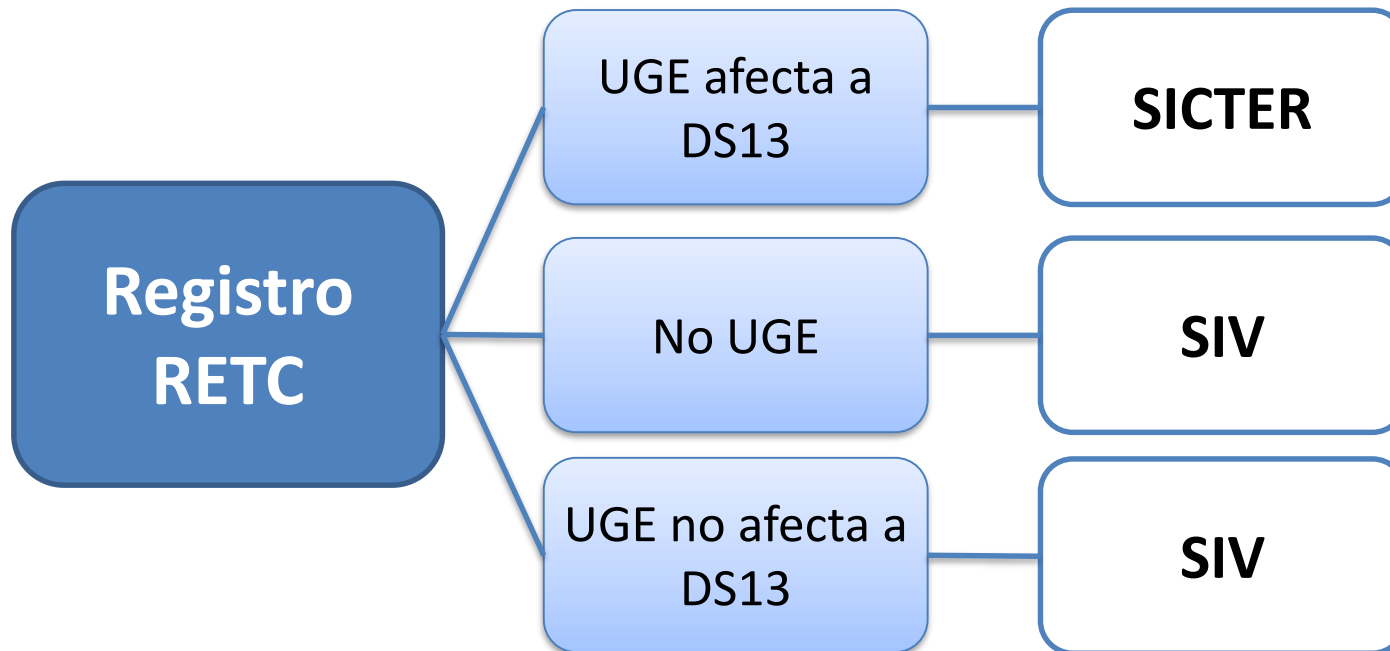 Registro
RETC
UGE afecta a
DS13
SICTER
No UGE
SIV
UGE no afecta a
DS13
SIV